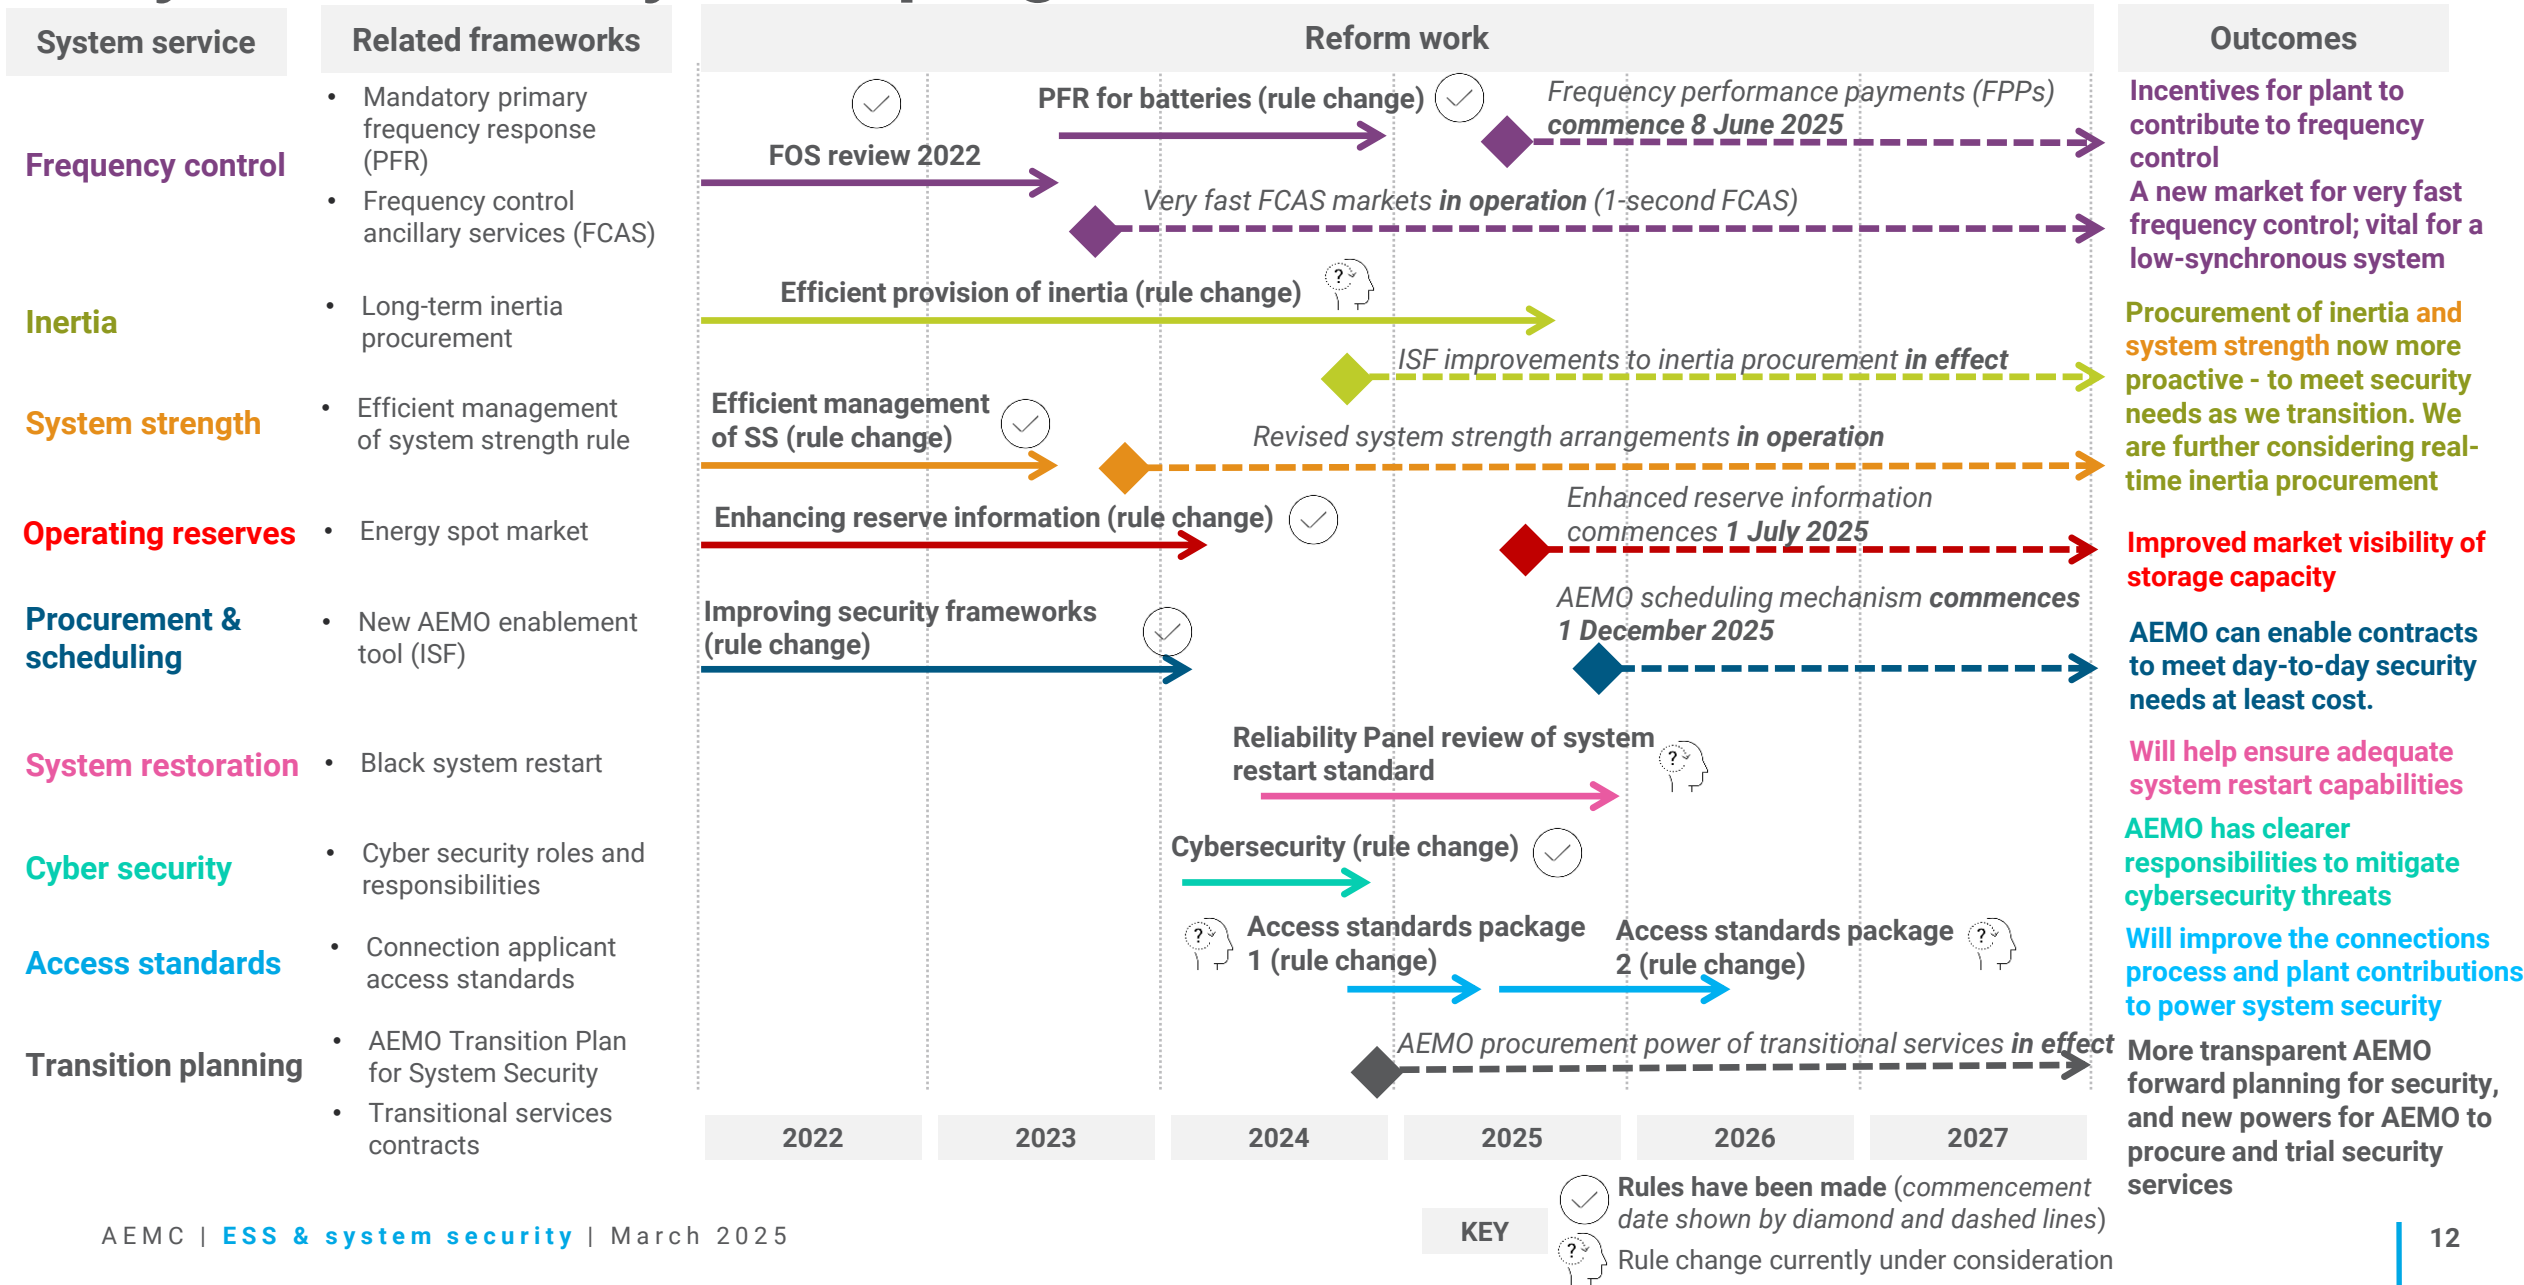 System service
Related frameworks
Reform work
Outcomes
Frequency control
• Mandatory primary
frequency response
(PFR)
• Frequency control
ancillary services (FCAS)
FOS review 2022
PFR for batteries (rule change)
Frequency performance payments (FPPs)
commence 8 June 2025
Very fast FCAS markets in operation (1-second FCAS)
Incentives for plant to
contribute to frequency
control
A new market for very fast
frequency control; vital for a
low-synchronous system
Inertia
• Long-term inertia
procurement
Efficient provision of inertia (rule change)
?
ISF improvements to inertia procurement in effect
Procurement of inertia and
system strength now more
proactive - to meet security
needs as we transition. We
are further considering real-
time inertia procurement
System strength
• Efficient management
of system strength rule
Efficient management
of SS (rule change)
Revised system strength arrangements in operation
Operating reserves
• Energy spot market
Enhancing reserve information (rule change)
Enhanced reserve information
commences 1 July 2025
Improved market visibility of
storage capacity
Procurement &
scheduling
• New AEMO enablement
tool (ISF)
Improving security frameworks
(rule change)
AEMO scheduling mechanism commences
1 December 2025
AEMO can enable contracts
to meet day-to-day security
needs at least cost.
System restoration
• Black system restart
Reliability Panel review of system
restart standard
?
Will help ensure adequate
system restart capabilities
Cyber security
• Cyber security roles and
responsibilities
Cybersecurity (rule change)
AEMO has clearer
responsibilities to mitigate
cybersecurity threats
Access standards
• Connection applicant
access standards
?
Access standards package
1 (rule change)
Access standards package
2 (rule change)
?
Will improve the connections
process and plant contributions
to power system security
Transition planning
• AEMO Transition Plan
for System Security
• Transitional services
contracts
AEMO procurement power of transitional services in effect
More transparent AEMO
forward planning for security,
and new powers for AEMO to
procure and trial security
services
2022
2023
2024
2025
2026
2027
KEY
Rules have been made (commencement
date shown by diamond and dashed lines)
?
Rule change currently under consideration
AEMC | ESS & system security | March 2025
12